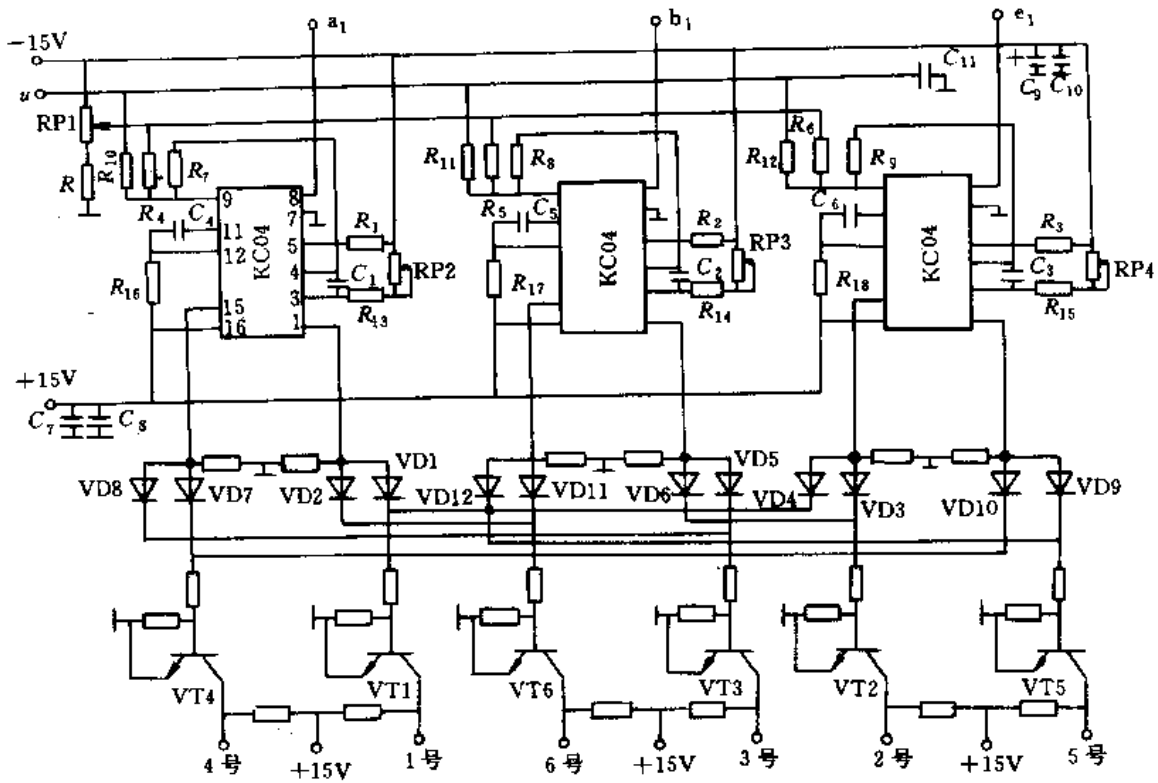 a₁
b₁
e₁
−15V
C₁₁
+
C₉
C₁₀
u
RP1
R₆
R₁₀
R₇
R₁₁
R₈
R₁₂
R₉
R
R₄
C₄
9
8
7
R₅
C₅
C₆
11
12
5
4
3
KC04
R₁
R₂
R₃
KC04
KC04
RP2
RP3
RP4
R₁₆
C₁
R₁₇
C₂
R₁₈
C₃
15
16
1
R₁₃
R₁₄
R₁₅
+15V
C₇
C₈
VD8
VD7
VD2
VD1
VD12
VD11
VD6
VD5
VD4
VD3
VD10
VD9
VT4
VT1
VT6
VT3
VT2
VT5
4号
+15V
1号
6号
+15V
3号
2号
+15V
5号